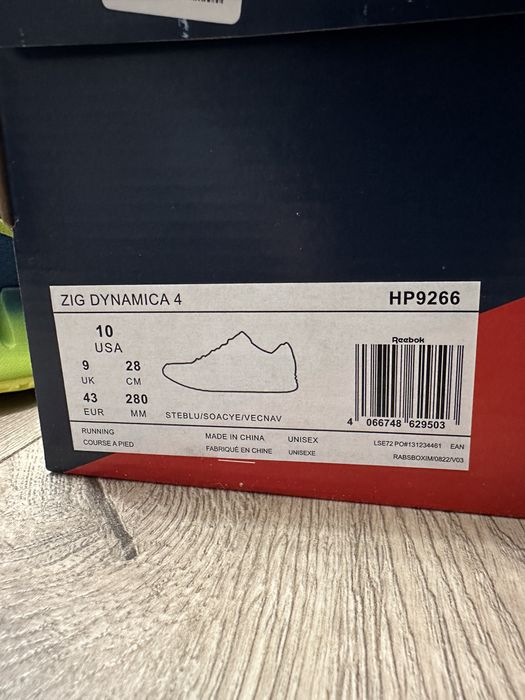 ZIG DYNAMICA 4 HP9266
10
USA
9 28
UK CM
43 280
EUR MM
STEBLU/SOACYE/VECNAV
Reebok
4 066748 629503
RUNNING MADE IN CHINA UNISEX LSE72 PO#131234461 EAN
COURSE A PIED FABRIQUÉ EN CHINE UNISEXE RABSBOXIM/0822/V03